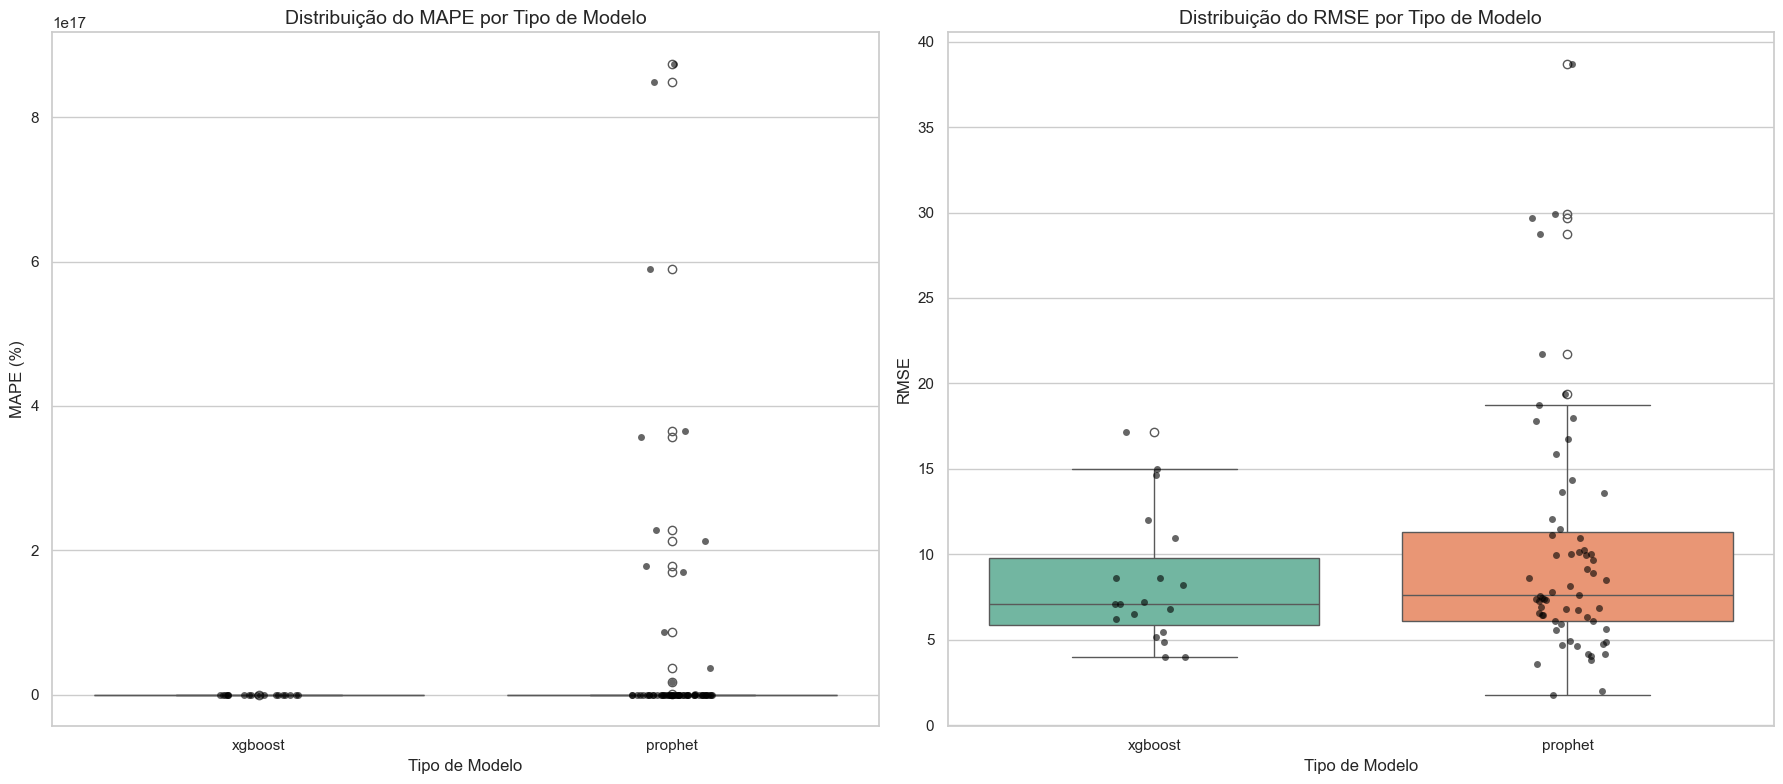 Distribuição do MAPE por Tipo de Modelo
1e17
MAPE (%)
8
6
4
2
0
xgboost
prophet
Tipo de Modelo
Distribuição do RMSE por Tipo de Modelo
RMSE
40
35
30
25
20
15
10
5
0
xgboost
prophet
Tipo de Modelo